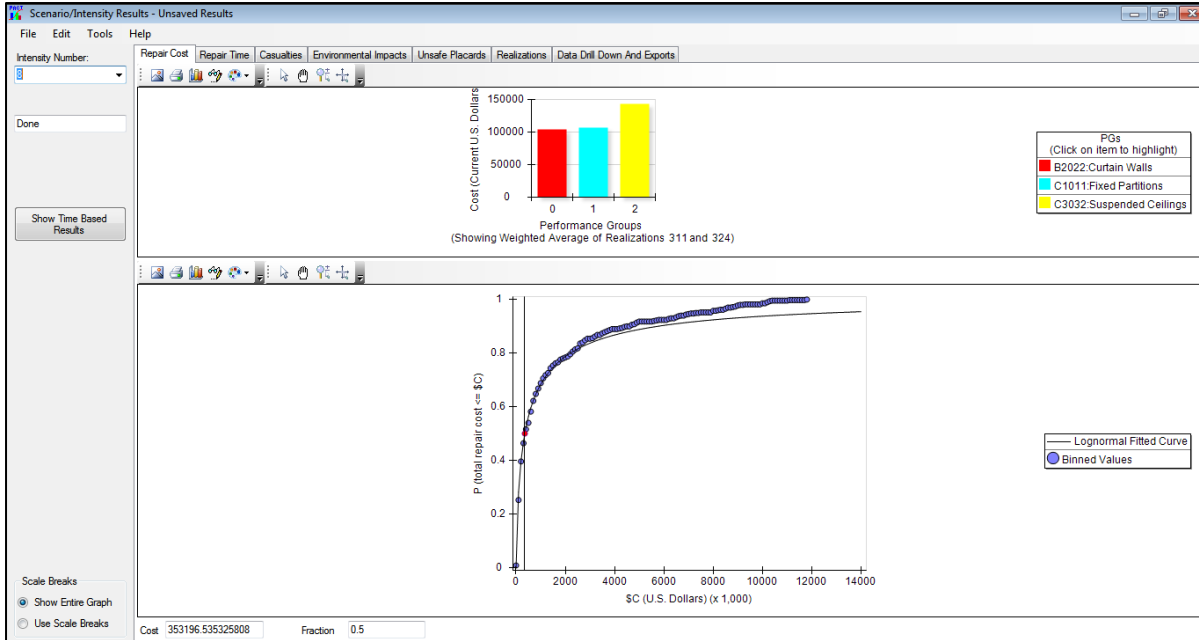 PACT
Scenario/Intensity Results - Unsaved Results
File Edit Tools Help
Intensity Number:
8
Done
Show Time Based
Results
Scale Breaks
Show Entire Graph
Use Scale Breaks
Repair Cost Repair Time Casualties Environmental Impacts Unsafe Placards Realizations Data Drill Down And Exports
Cost (Current U.S. Dollars
150000
100000
50000
0
0 1 2
Performance Groups
(Showing Weighted Average of Realizations 311 and 324)
PGs
(Click on item to highlight)
B2022:Curtain Walls
C1011:Fixed Partitions
C3032:Suspended Ceilings
P (total repair cost <= $C)
1
0.8
0.6
0.4
0.2
0
0 2000 4000 6000 8000 10000 12000 14000
$C (U.S. Dollars) (x 1,000)
Lognormal Fitted Curve
Binned Values
Cost 353196.535325808 Fraction 0.5